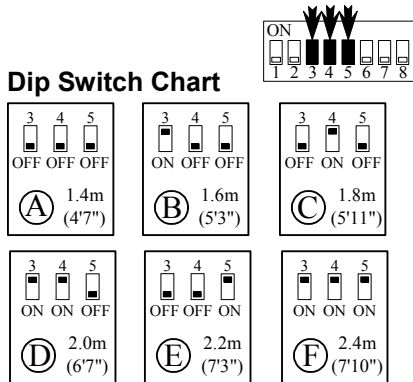 ON
1 2 3 4 5 6 7 8
Dip Switch Chart
3 4 5
OFF OFF OFF
A 1.4m
(4'7")
3 4 5
ON OFF OFF
B 1.6m
(5'3")
3 4 5
OFF ON OFF
C 1.8m
(5'11")
3 4 5
ON ON OFF
D 2.0m
(6'7")
3 4 5
OFF OFF ON
E 2.2m
(7'3")
3 4 5
ON ON ON
F 2.4m
(7'10")